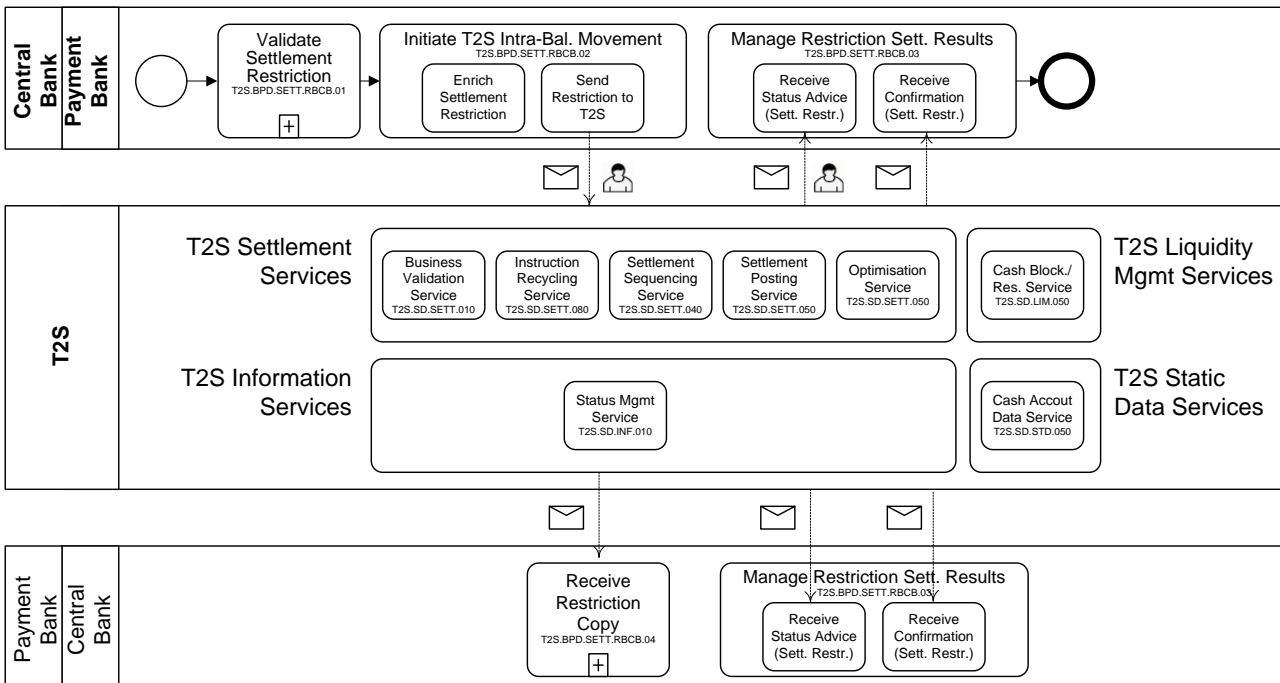 Central
Bank
Payment
Bank
Validate
Settlement
Restriction
T2S.BPD.SETT.RBCB.01
+
Initiate T2S Intra-Bal. Movement
T2S.BPD.SETT.RBCB.02
Enrich
Settlement
Restriction
Send
Restriction to
T2S
Manage Restriction Sett. Results
T2S.BPD.SETT.RBCB.03
Receive
Status Advice
(Sett. Restr.)
Receive
Confirmation
(Sett. Restr.)
T2S
T2S Settlement
Services
Business
Validation
Service
T2S.SD.SETT.010
Instruction
Recycling
Service
T2S.SD.SETT.080
Settlement
Sequencing
Service
T2S.SD.SETT.040
Settlement
Posting
Service
T2S.SD.SETT.050
Optimisation
Service
T2S.SD.SETT.050
Cash Block./
Res. Service
T2S.SD.LIM.050
T2S Liquidity
Mgmt Services
T2S Information
Services
Status Mgmt
Service
T2S.SD.INF.010
Cash Accout
Data Service
T2S.SD.STD.050
T2S Static
Data Services
Payment
Bank
Central
Bank
Receive
Restriction
Copy
T2S.BPD.SETT.RBCB.04
+
Manage Restriction Sett. Results
T2S.BPD.SETT.RBCB.03
Receive
Status Advice
(Sett. Restr.)
Receive
Confirmation
(Sett. Restr.)